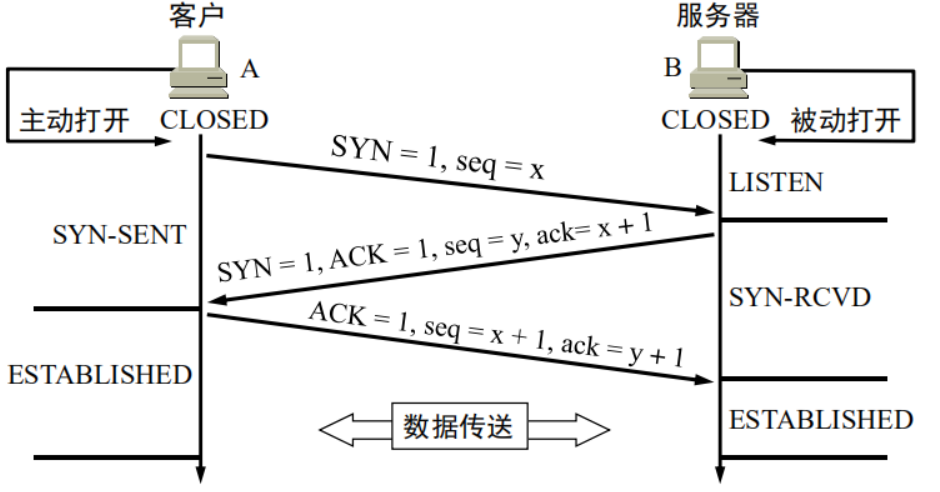 客户
服务器
A
B
主动打开
CLOSED
CLOSED
被动打开
SYN = 1, seq = x
LISTEN
SYN-SENT
SYN = 1, ACK = 1, seq = y, ack= x + 1
SYN-RCVD
ACK = 1, seq = x + 1, ack = y + 1
ESTABLISHED
数据传送
ESTABLISHED